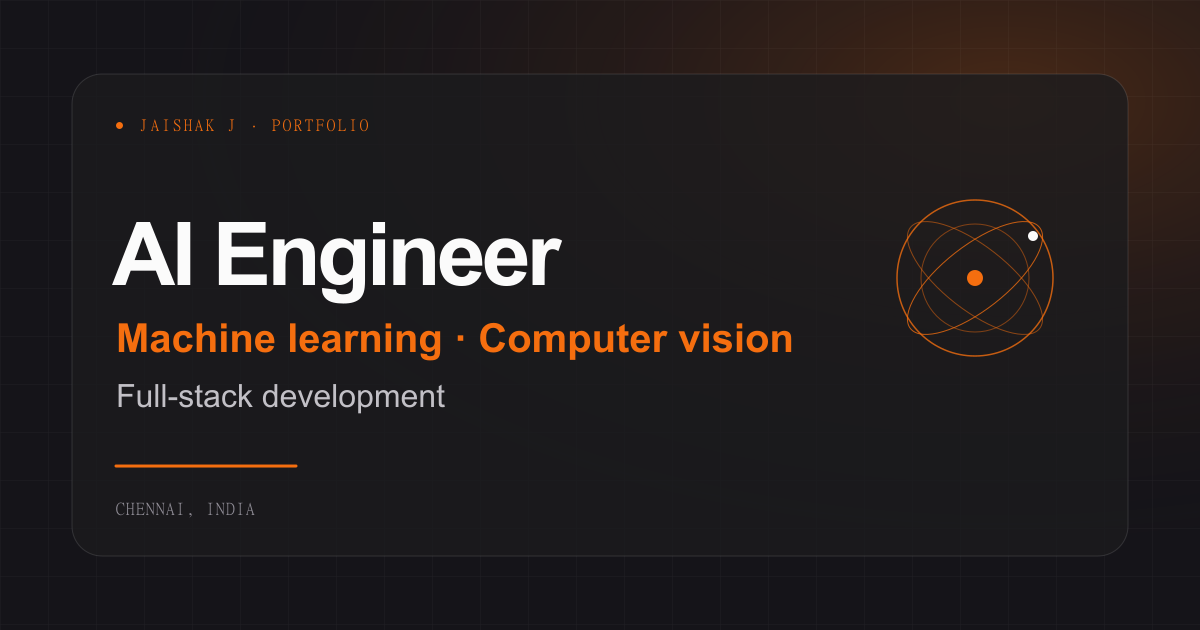 JAISHAK J · PORTFOLIO
AI Engineer
Machine learning · Computer vision
Full-stack development
CHENNAI, INDIA